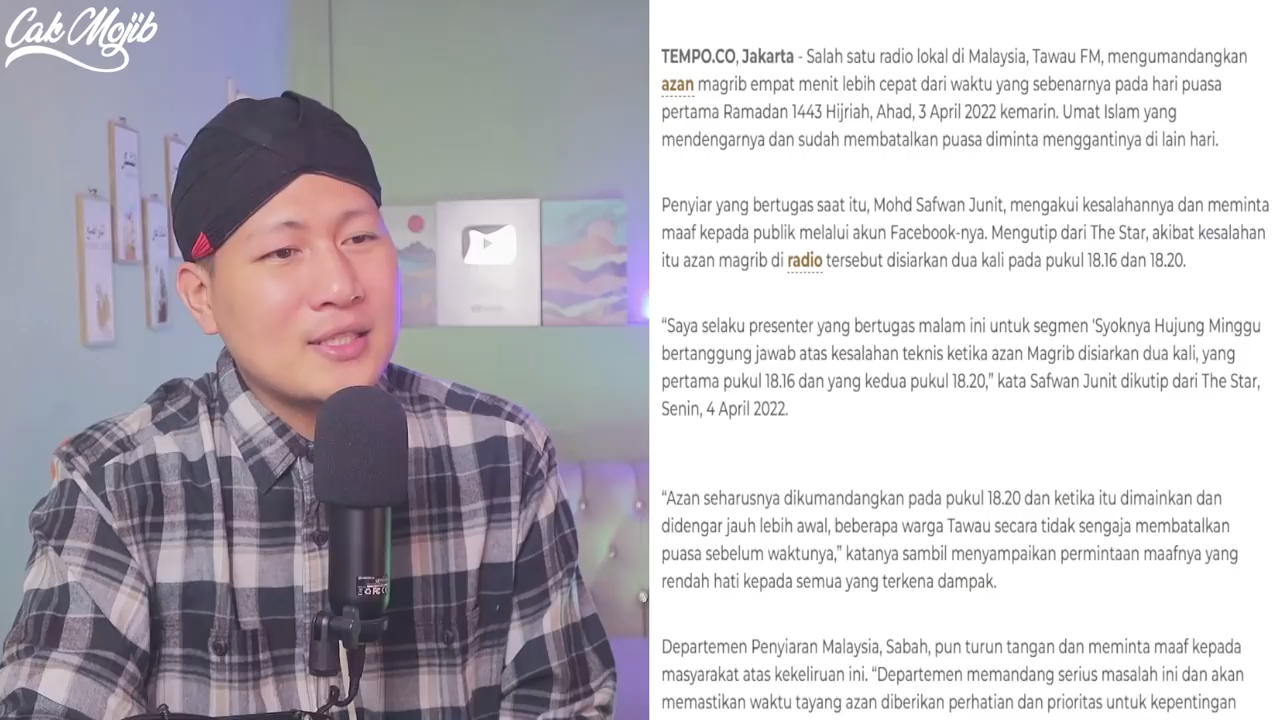 Cak Mojib
TEMPO.CO, Jakarta - Salah satu radio lokal di Malaysia, Tawau FM, mengumandangkan
azan magrib empat menit lebih cepat dari waktu yang sebenarnya pada hari puasa
pertama Ramadan 1443 Hijriah, Ahad, 3 April 2022 kemarin. Umat Islam yang
mendengarnya dan sudah membatalkan puasa diminta menggantinya di lain hari.
Penyiar yang bertugas saat itu, Mohd Safwan Junit, mengakui kesalahannya dan meminta
maaf kepada publik melalui akun Facebook-nya. Mengutip dari The Star, akibat kesalahan
itu azan magrib di radio tersebut disiarkan dua kali pada pukul 18.16 dan 18.20.
“Saya selaku presenter yang bertugas malam ini untuk segmen 'Syoknya Hujung Minggu
bertanggung jawab atas kesalahan teknis ketika azan Magrib disiarkan dua kali, yang
pertama pukul 18.16 dan yang kedua pukul 18.20,” kata Safwan Junit dikutip dari The Star,
Senin, 4 April 2022.
“Azan seharusnya dikumandangkan pada pukul 18.20 dan ketika itu dimainkan dan
didengar jauh lebih awal, beberapa warga Tawau secara tidak sengaja membatalkan
puasa sebelum waktunya,” katanya sambil menyampaikan permintaan maafnya yang
rendah hati kepada semua yang terkena dampak.
Departemen Penyiaran Malaysia, Sabah, pun turun tangan dan meminta maaf kepada
masyarakat atas kekeliruan ini. “Departemen memandang serius masalah ini dan akan
memastikan waktu tayang azan diberikan perhatian dan prioritas untuk kepentingan